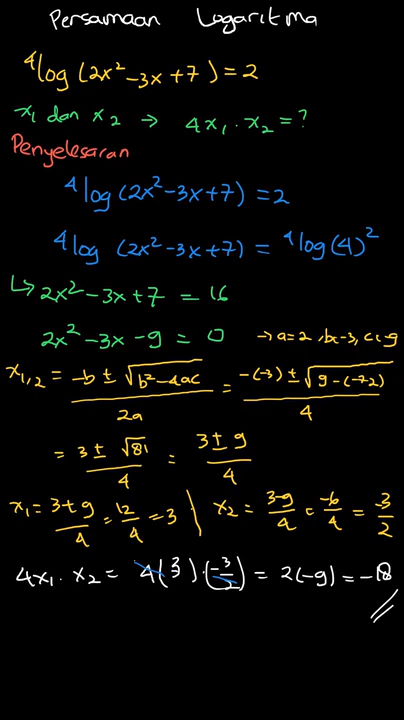 Persamaan Logaritma
⁴log(2x²-3x+7)=2
x₁ dan x₂ → 4x₁.x₂=?
Penyelesaran
⁴log(2x²-3x+7)=2
⁴log(2x²-3x+7)=⁴log(4)²
↳ 2x²-3x+7=16
2x²-3x-9=0 → a=2, b=-3, c=-9
x₁,₂ = (-b ± √(b²-4ac))/2a = (-(-3) ± √(9-(-72)))/4
= (3 ± √81)/4 = (3 ± 9)/4
x₁ = (3+9)/4 = 12/4 = 3 | x₂ = (3-9)/4 = -6/4 = -3/2
4x₁.x₂ = 4(3).(-3/2) = 2(-9) = -18 //